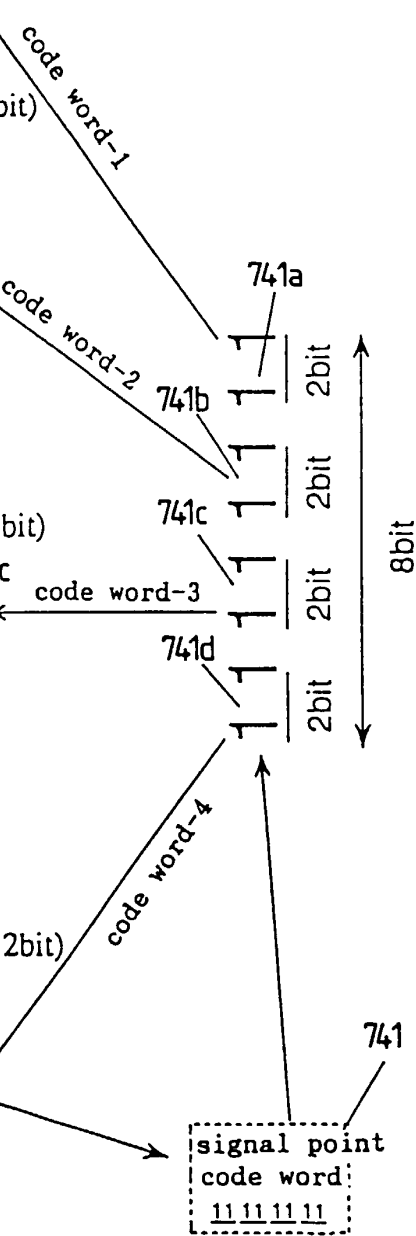 code word-1
bit)
741a
2bit
code word-2
741b
2bit
8bit
741c
bit)
c
2bit
code word-3
741d
2bit
code word-4
2bit)
741
signal point
code word
11 11 11 11